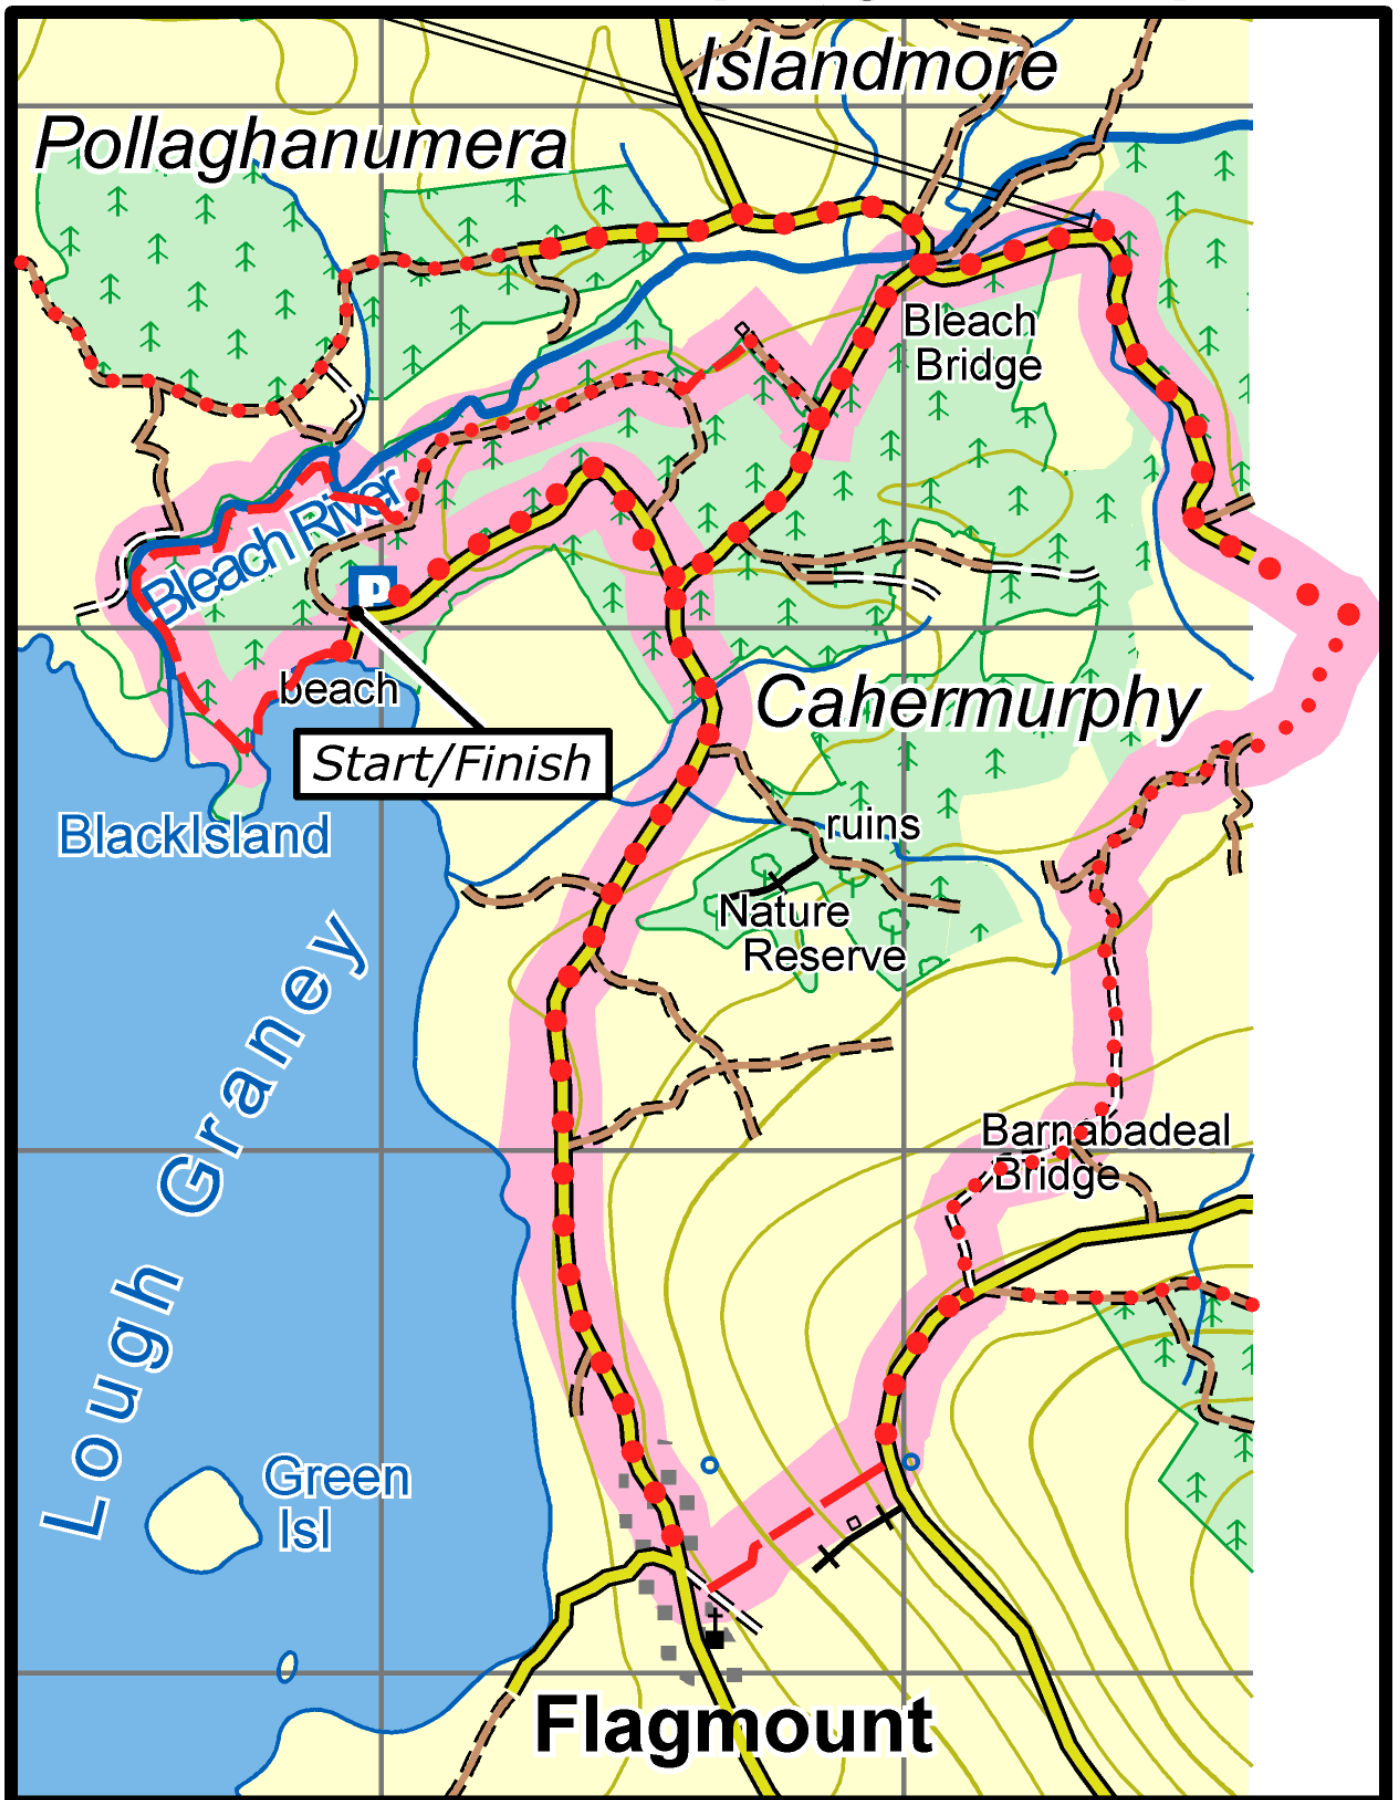 Islandmore
Pollaghanumera
Bleach
Bridge
Bleach River
P
beach
Cahermurphy
Start/Finish
BlackIsland
ruins
Nature
Reserve
Lough Graney
Barnabadeal
Bridge
Green
Isl
Flagmount